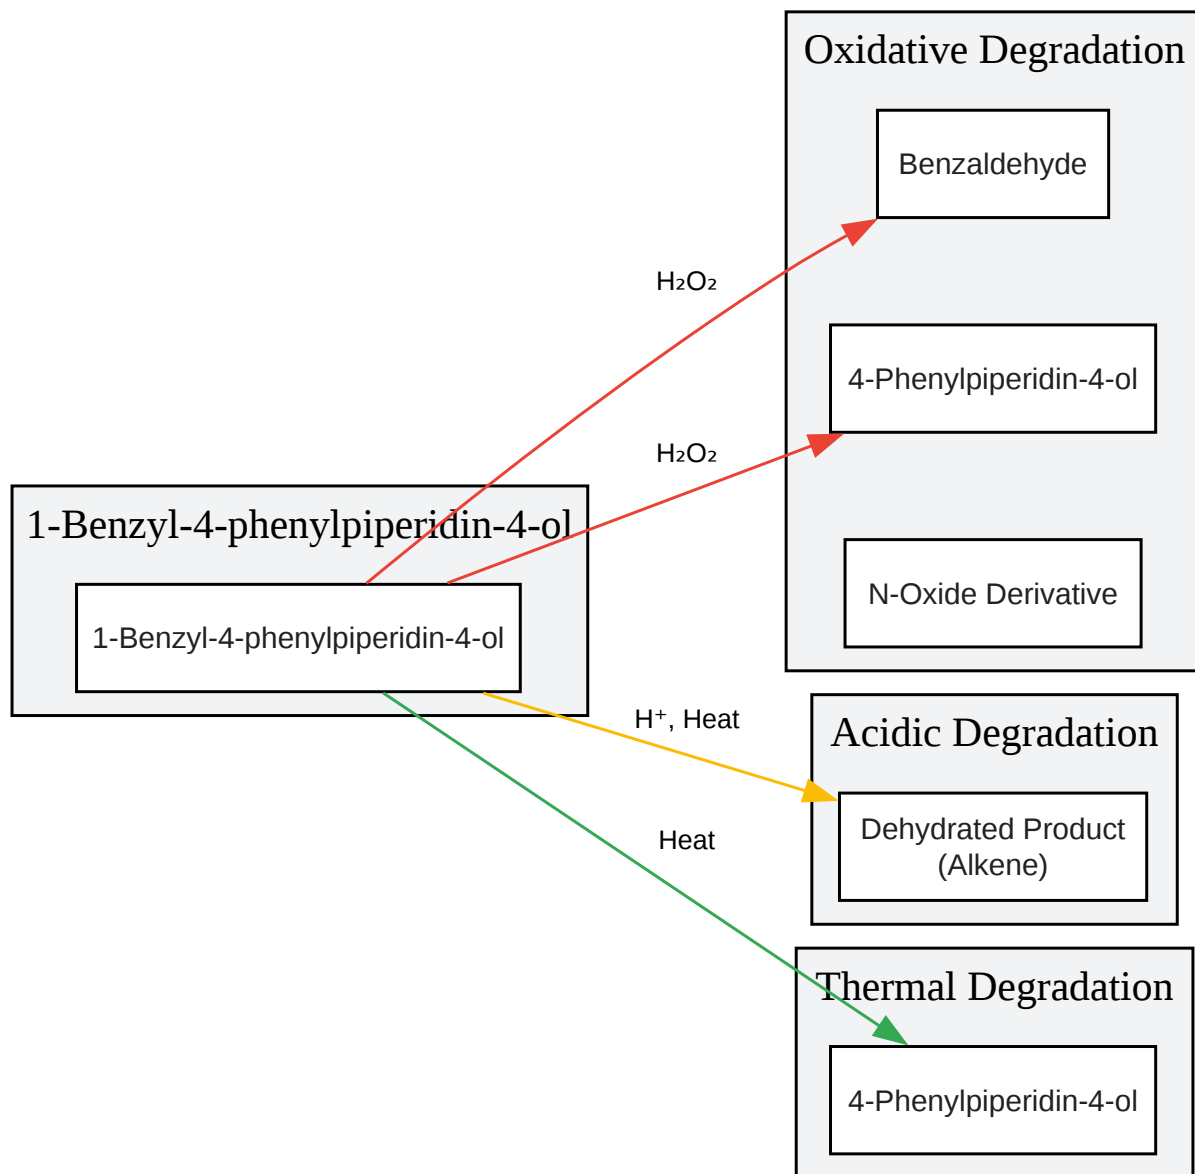 Oxidative Degradation
Benzaldehyde
H₂O₂
4-Phenylpiperidin-4-ol
H₂O₂
1-Benzyl-4-phenylpiperidin-4-ol
N-Oxide Derivative
1-Benzyl-4-phenylpiperidin-4-ol
H⁺, Heat
Acidic Degradation
Dehydrated Product
(Alkene)
Heat
Thermal Degradation
4-Phenylpiperidin-4-ol